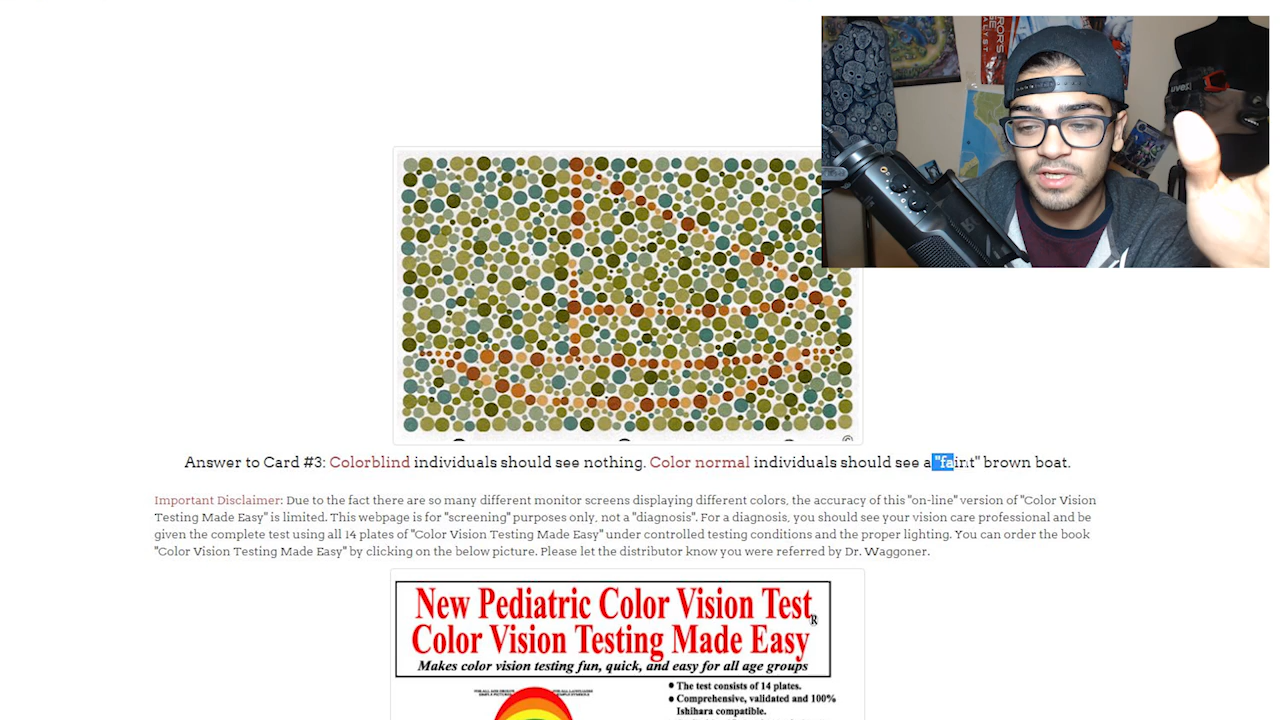 uvex
©
Answer to Card #3: Colorblind individuals should see nothing. Color normal individuals should see a "faint" brown boat.
Important Disclaimer: Due to the fact there are so many different monitor screens displaying different colors, the accuracy of this "on-line" version of "Color Vision
Testing Made Easy" is limited. This webpage is for "screening" purposes only, not a "diagnosis". For a diagnosis, you should see your vision care professional and be
given the complete test using all 14 plates of "Color Vision Testing Made Easy" under controlled testing conditions and the proper lighting. You can order the book
"Color Vision Testing Made Easy" by clicking on the below picture. Please let the distributor know you were referred by Dr. Waggoner.
New Pediatric Color Vision Test
Color Vision Testing Made Easy®
Makes color vision testing fun, quick, and easy for all age groups
• The test consists of 14 plates.
• Comprehensive, validated and 100%
Ishihara compatible.